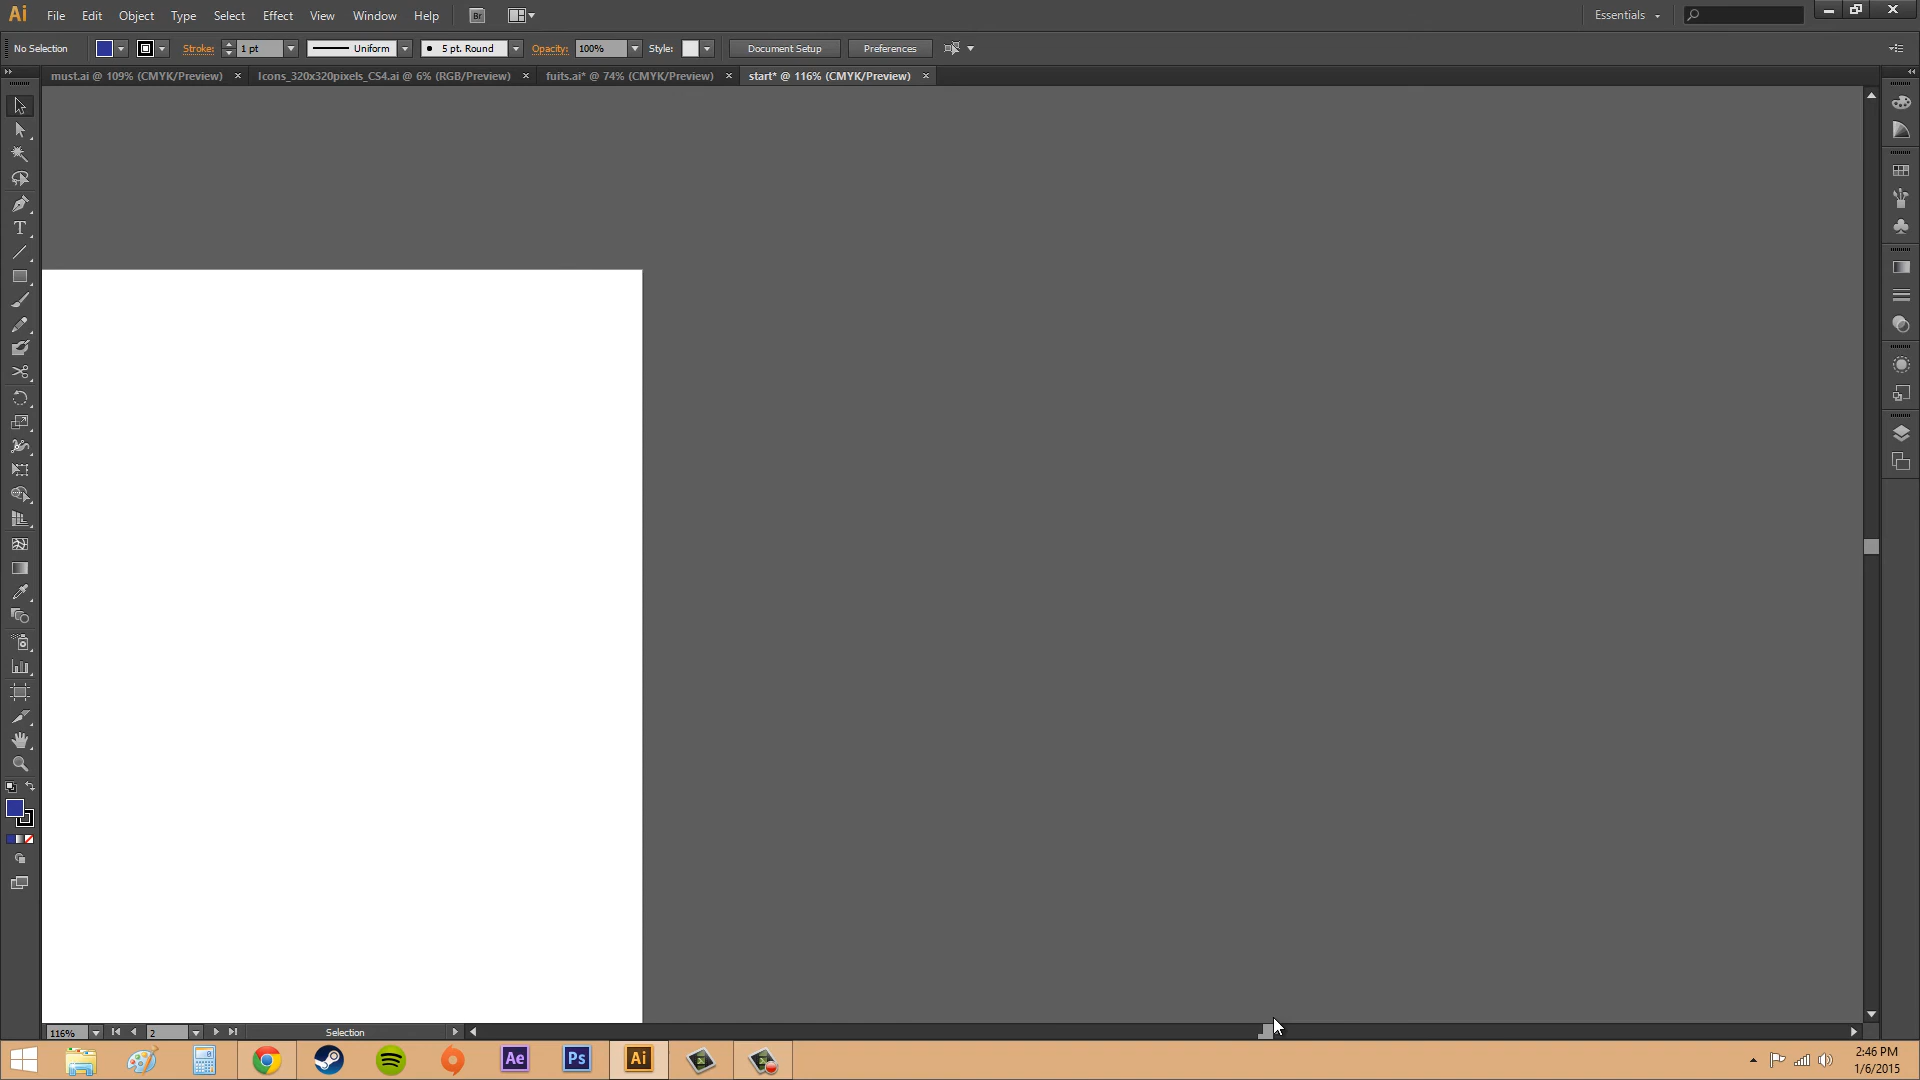 Ai File Edit Object Type Select Effect View Window Help Br Essentials
No Selection Stroke: 1 pt Uniform 5 pt. Round Opacity: 100% Style: Document Setup Preferences
must.ai @ 109% (CMYK/Preview) × Icons_320x320pixels_CS4.ai @ 6% (RGB/Preview) × fuits.ai* @ 74% (CMYK/Preview) × start* @ 116% (CMYK/Preview) ×
T
116% 2 Selection
Ae Ps Ai
2:46 PM
1/6/2015